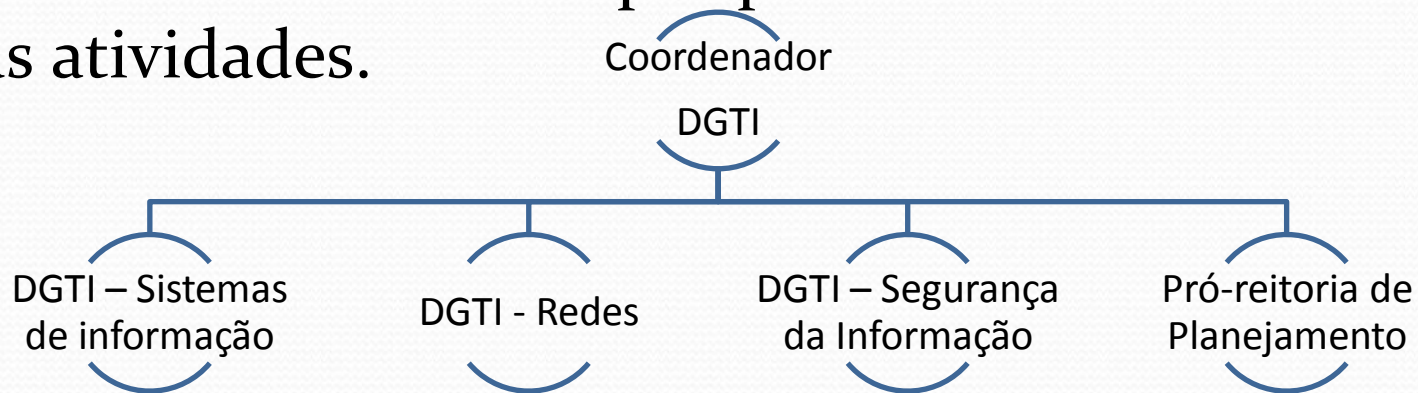 as atividades.
Coordenador
DGTI
DGTI – Sistemas
de informação
DGTI - Redes
DGTI – Segurança
da Informação
Pró-reitoria de
Planejamento